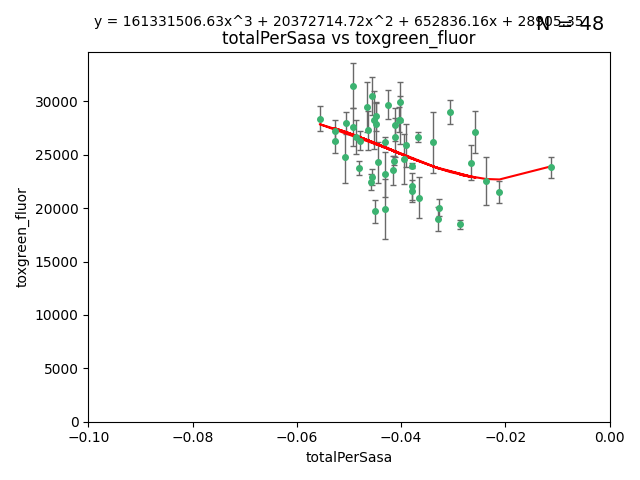 y = 161331506.63x^3 + 20372714.72x^2 + 652836.16x + 28905.35
N = 48
totalPerSasa vs toxgreen_fluor
30000
25000
20000
15000
10000
5000
0
toxgreen_fluor
−0.10 −0.08 −0.06 −0.04 −0.02 0.00
totalPerSasa